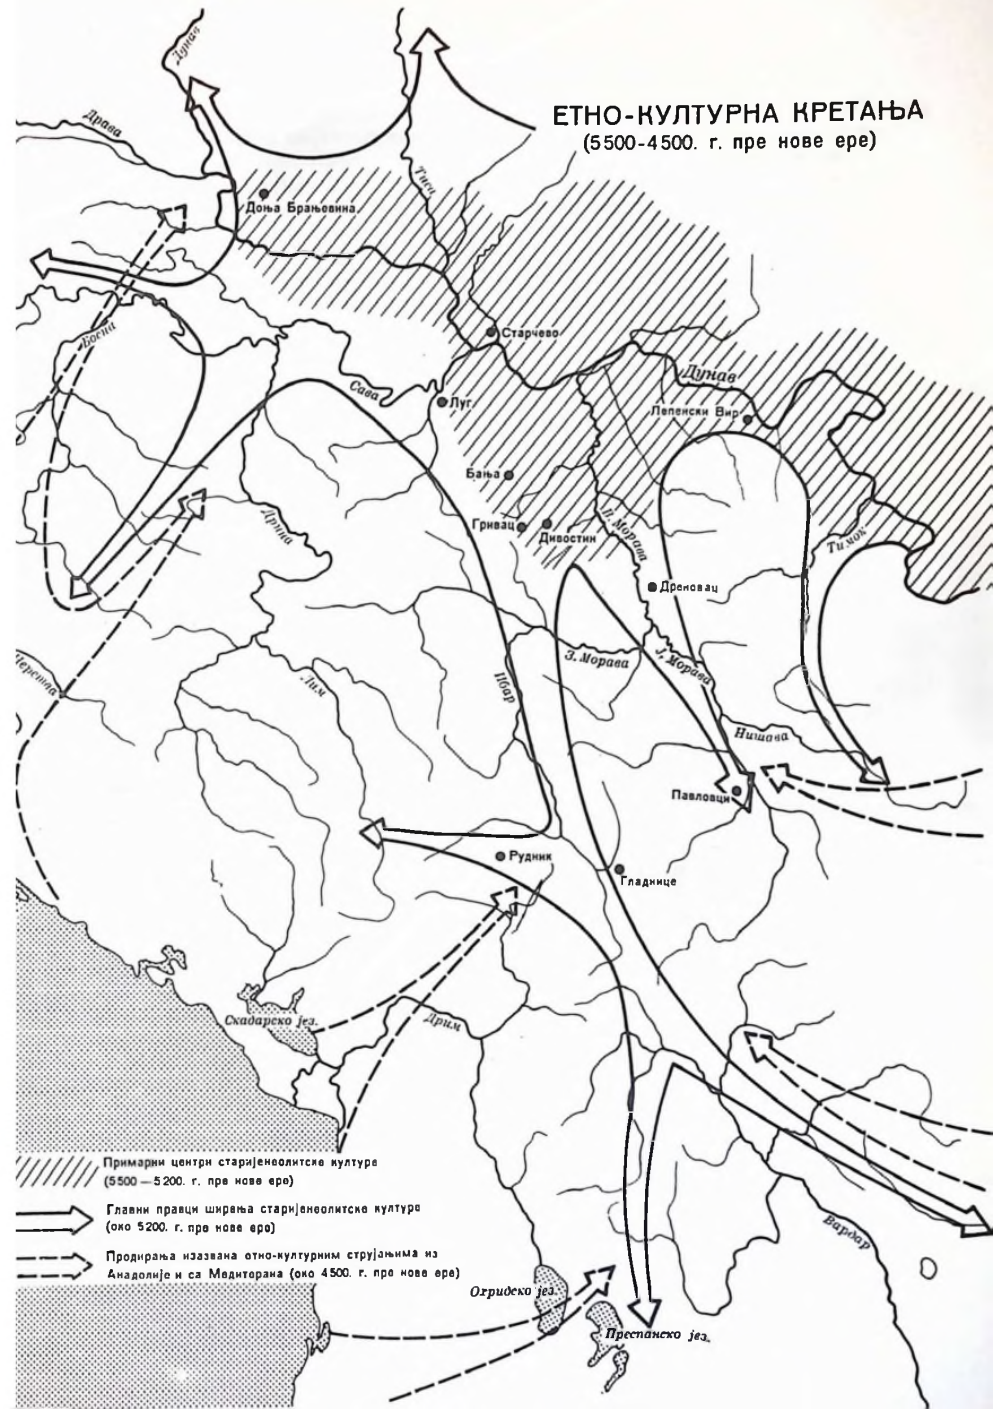 ЕТНО-КУЛТУРНА КРЕТАЊА
(5500-4500. г. пре нове ере)
Дунав
Драва
Тиса
Доња Брањевина
Босна
Старчево
Сава
Дунав
Луг
Лепенски Вир
Бања
Дрина
Гривац
Дивостин
В. Морава
Тимок
Дреновац
З. Морава
Ј. Морава
Неретва
Лим
Ибар
Нишава
Павловци
Рудник
Гладнице
Скадарско јез.
Дрим
Примарни центри старијенеолитске културе
(5500 — 5200. г. пре нове ере)
Главни правци ширења старијенеолитске културе
(око 5200. г. пре нове ере)
Вардар
Продирања изазвана етно-културним струјањима из
Анадолије и са Медитерана (око 4500. г. пре нове ере)
Охридско јез.
Преспанско јез.